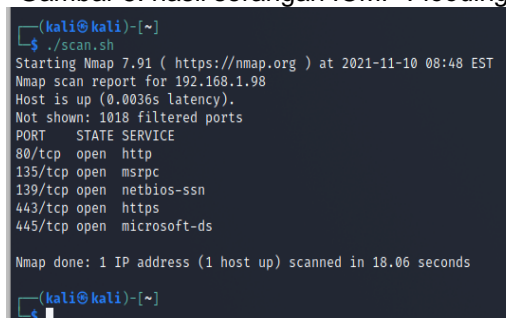 ┌──(kali㉿kali)-[~]
└─$ ./scan.sh
Starting Nmap 7.91 ( https://nmap.org ) at 2021-11-10 08:48 EST
Nmap scan report for 192.168.1.98
Host is up (0.0036s latency).
Not shown: 1018 filtered ports
PORT STATE SERVICE
80/tcp open http
135/tcp open msrpc
139/tcp open netbios-ssn
443/tcp open https
445/tcp open microsoft-ds
Nmap done: 1 IP address (1 host up) scanned in 18.06 seconds
┌──(kali㉿kali)-[~]
└─$